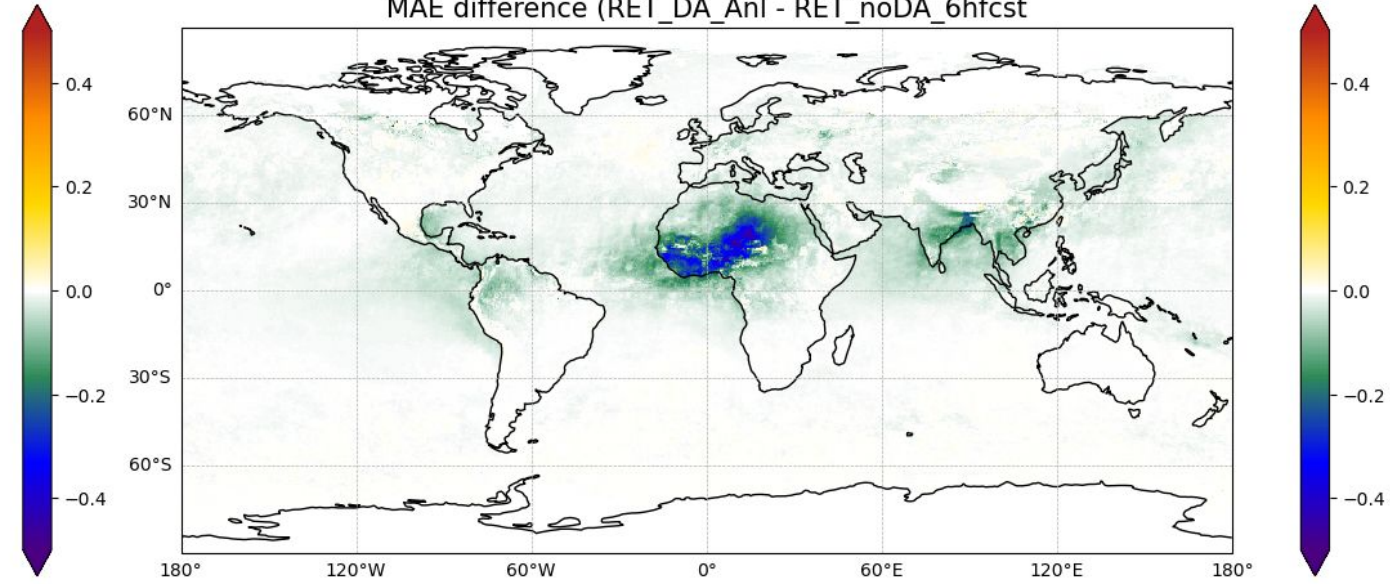 MAE difference (RET_DA_Anl - RET_noDA_6hfcst
0.4
0.2
0.0
−0.2
−0.4
60°N
30°N
0°
30°S
60°S
180°
120°W
60°W
0°
60°E
120°E
180°
0.4
0.2
0.0
−0.2
−0.4